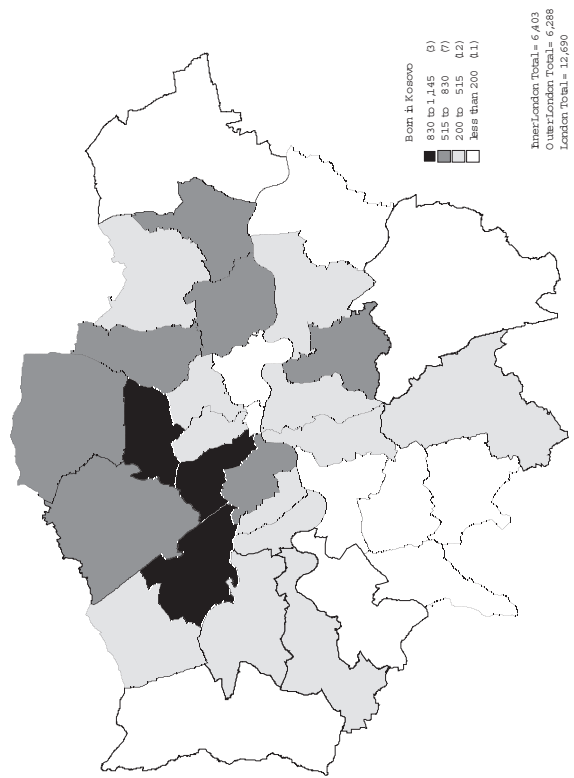 Born in Kosovo
830 to 1,145 (3)
515 to 830 (7)
200 to 515 (12)
less than 200 (11)
Inner London Total = 6,403
Outer London Total = 6,288
London Total = 12,690